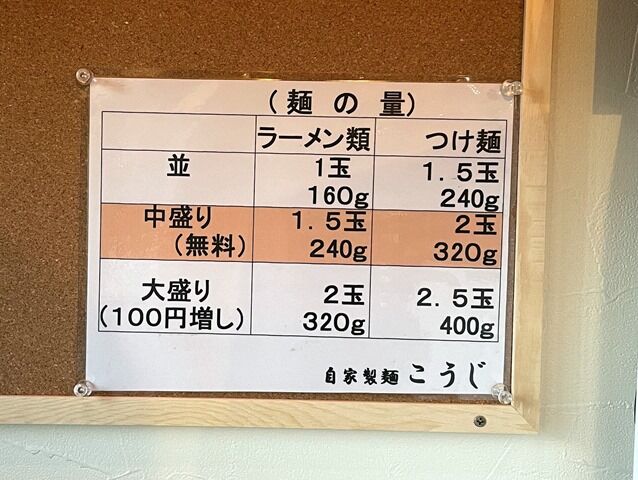 (麺の量)
ラーメン類 つけ麺
並 1玉 1.5玉
160g 240g
中盛り 1.5玉 2玉
(無料) 240g 320g
大盛り 2玉 2.5玉
(100円増し) 320g 400g
自家製麺 こうじ